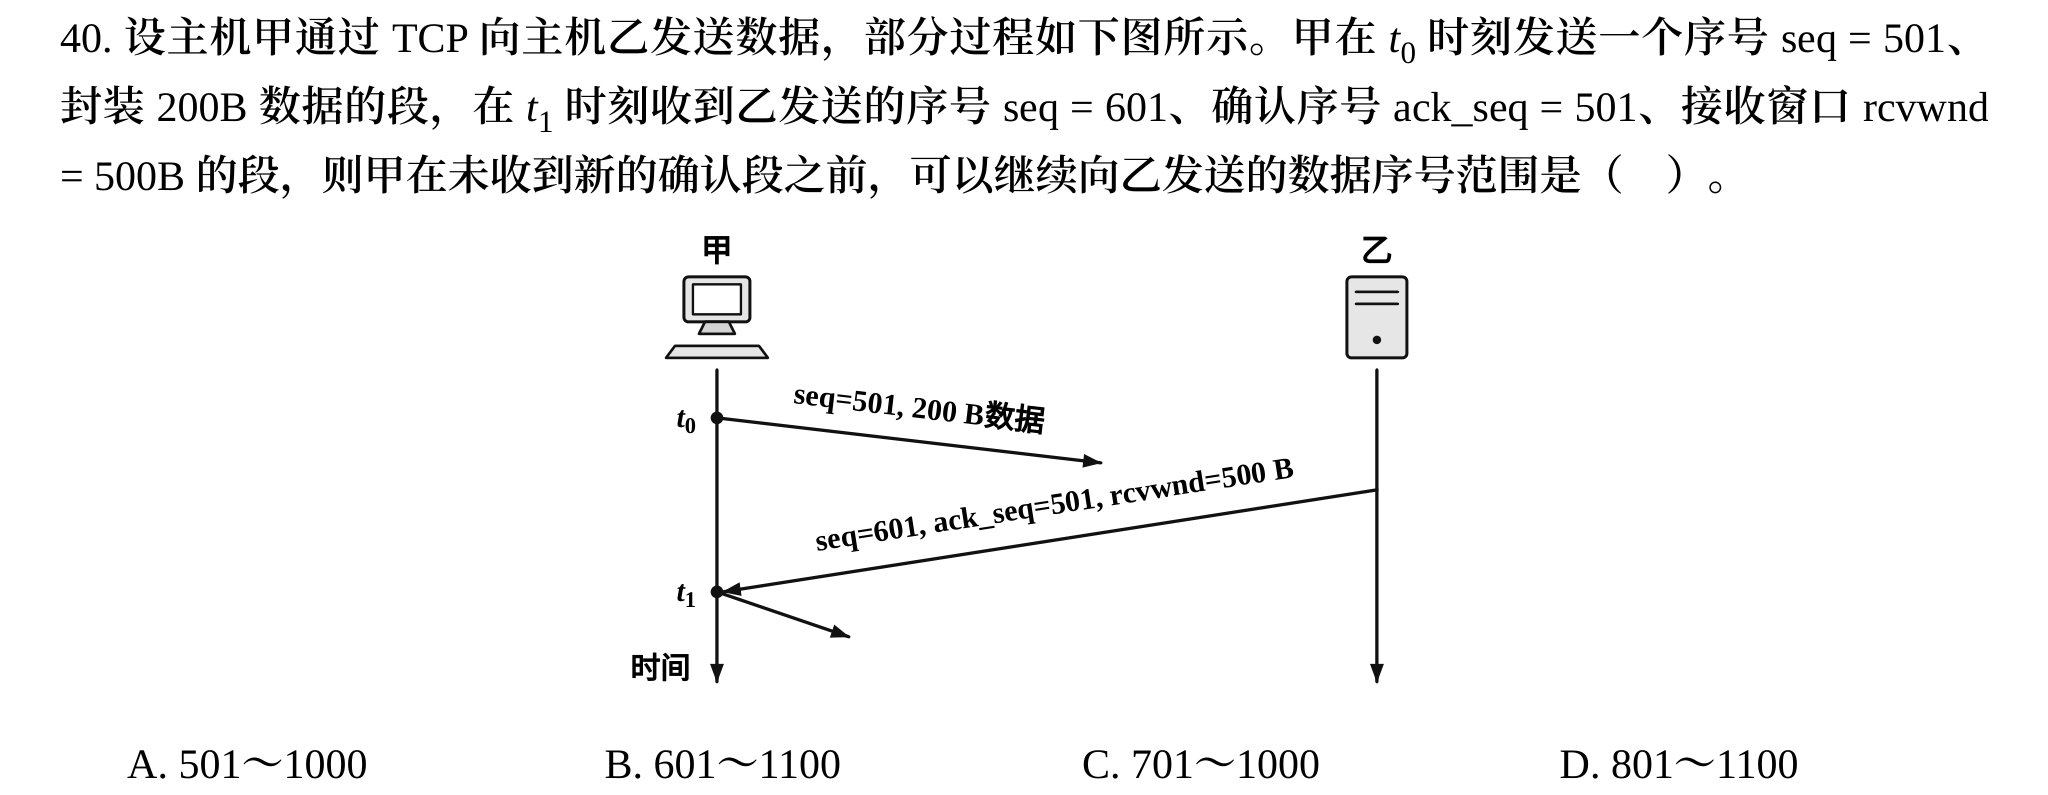 40. 设主机甲通过 TCP 向主机乙发送数据，部分过程如下图所示。甲在 t0 时刻发送一个序号 seq = 501、
封装 200B 数据的段，在 t1 时刻收到乙发送的序号 seq = 601、确认序号 ack_seq = 501、接收窗口 rcvwnd
= 500B 的段，则甲在未收到新的确认段之前，可以继续向乙发送的数据序号范围是（　）。
甲
乙
seq=501, 200 B数据
t0
seq=601, ack_seq=501, rcvwnd=500 B
t1
时间
A. 501～1000 B. 601～1100 C. 701～1000 D. 801～1100